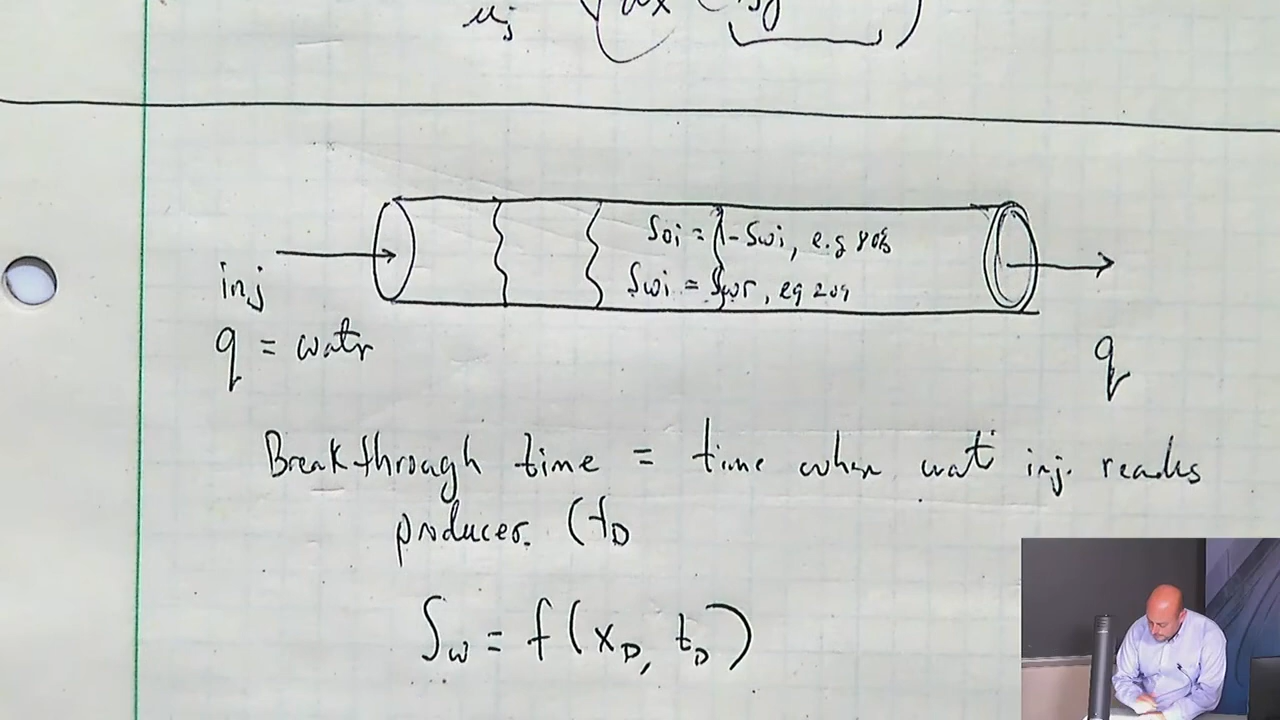 Soi = 1 - Swi, e.g 80%
Swi = Swr, eg 20%
inj
q = watr
q
Breakthrough time = time when wat inj. reaches
producer. (tD
Sw = f(xD, tD)